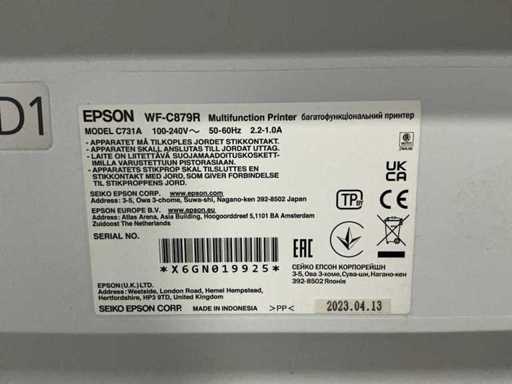 D1
EPSON WF-C879R Multifunction Printer багатофункціональний принтер
MODEL C731A 100-240V～ 50-60Hz 2.2-1.0A
- APPARATET MÅ TILKOPLES JORDET STIKKONTAKT.
- APPARATEN SKALL ANSLUTAS TILL JORDAT UTTAG.
- LAITE ON LIITETTÄVÄ SUOJAMAADOITUSKOSKETT-
IMILLA VARUSTETTUUN PISTORASIAAN.
- APPARATETS STIKPROP SKAL TILSLUTTES EN
STIKKONTAKT MED JORD, SOM GIVER FORBINDELSE
TIL STIKPROPPENS JORD.
SEIKO EPSON CORP. www.epson.com
Address : 3-5, Owa 3-chome, Suwa-shi, Nagano-ken 392-8502 Japan
EPSON EUROPE B.V. www.epson.eu
Address : Atlas Arena, Asia Building, Hoogoorddreef 5,1101 BA Amsterdam
Zuidoost The Netherlands
SERIAL NO.
*X6GN019925*
EPSON (U.K.) Ltd.
Address : Westside, London Road, Hemel Hempstead,
Hertfordshire, HP3 9TD, United Kingdom
SEIKO EPSON CORP. MADE IN INDONESIA >PP<
UK
CA
TP
BY
EAC
СЕЙКО ЕПСОН КОРПОРЕЙШН
3-5, Ова 3-коме, Сува-ши, Нагано-кен
392-8502 Японія
2023.04.13